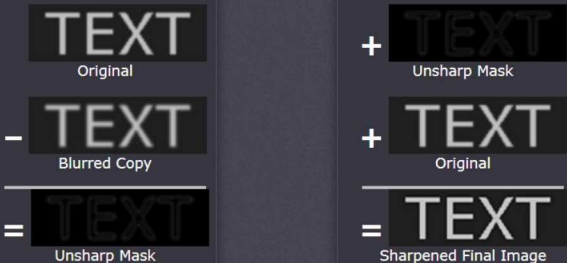 TEXT
Original
− TEXT
Blurred Copy
= TEXT
Unsharp Mask
+ TEXT
Unsharp Mask
+ TEXT
Original
= TEXT
Sharpened Final Image